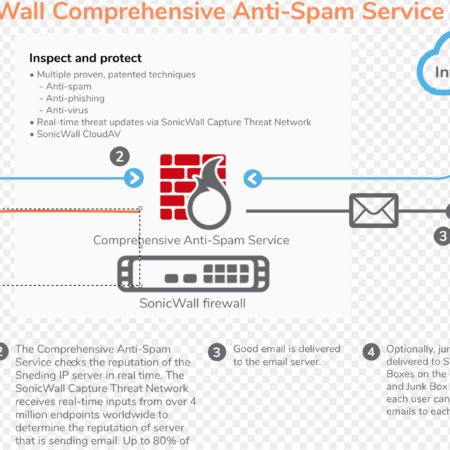 Wall Comprehensive Anti-Spam Service
Inspect and protect
• Multiple proven, patented techniques
- Anti-spam
- Anti-phishing
- Anti-virus
• Real-time threat updates via SonicWall Capture Threat Network
• SonicWall CloudAV
In
2
3
Comprehensive Anti-Spam Service
SonicWall firewall
2 The Comprehensive Anti-Spam
Service checks the reputation of the
Sneding IP server in real time. The
SonicWall Capture Threat Network
receives real-time inputs from over 4
million endpoints worldwide to
determine the reputation of server
that is sending email. Up to 80% of
3 Good email is delivered
to the email server.
4 Optionally, jun
delivered to S
Boxes on the
and Junk Box
each user can
emails to each